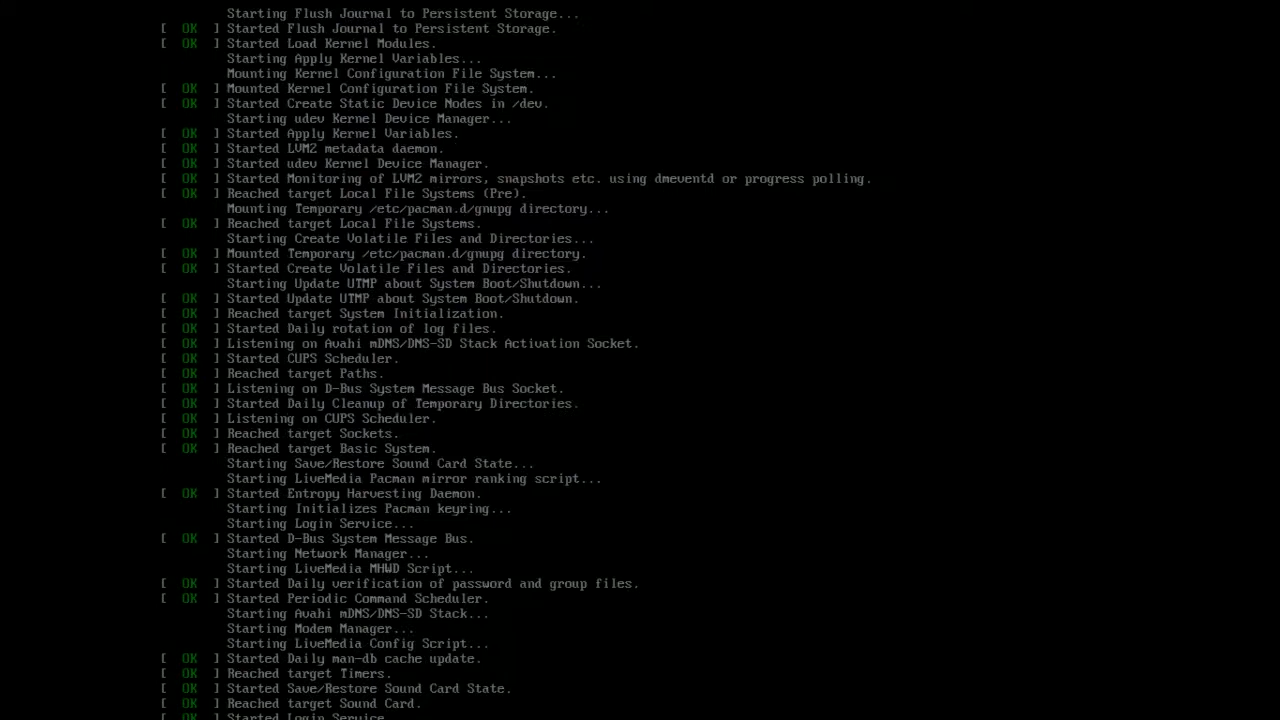 Starting Flush Journal to Persistent Storage...
[  OK  ] Started Flush Journal to Persistent Storage.
[  OK  ] Started Load Kernel Modules.
Starting Apply Kernel Variables...
Mounting Kernel Configuration File System...
[  OK  ] Mounted Kernel Configuration File System.
[  OK  ] Started Create Static Device Nodes in /dev.
Starting udev Kernel Device Manager...
[  OK  ] Started Apply Kernel Variables.
[  OK  ] Started LVM2 metadata daemon.
[  OK  ] Started udev Kernel Device Manager.
[  OK  ] Started Monitoring of LVM2 mirrors, snapshots etc. using dmeventd or progress polling.
[  OK  ] Reached target Local File Systems (Pre).
Mounting Temporary /etc/pacman.d/gnupg directory...
[  OK  ] Reached target Local File Systems.
Starting Create Volatile Files and Directories...
[  OK  ] Mounted Temporary /etc/pacman.d/gnupg directory.
[  OK  ] Started Create Volatile Files and Directories.
Starting Update UTMP about System Boot/Shutdown...
[  OK  ] Started Update UTMP about System Boot/Shutdown.
[  OK  ] Reached target System Initialization.
[  OK  ] Started Daily rotation of log files.
[  OK  ] Listening on Avahi mDNS/DNS-SD Stack Activation Socket.
[  OK  ] Started CUPS Scheduler.
[  OK  ] Reached target Paths.
[  OK  ] Listening on D-Bus System Message Bus Socket.
[  OK  ] Started Daily Cleanup of Temporary Directories.
[  OK  ] Listening on CUPS Scheduler.
[  OK  ] Reached target Sockets.
[  OK  ] Reached target Basic System.
Starting Save/Restore Sound Card State...
Starting LiveMedia Pacman mirror ranking script...
[  OK  ] Started Entropy Harvesting Daemon.
Starting Initializes Pacman keyring...
Starting Login Service...
[  OK  ] Started D-Bus System Message Bus.
Starting Network Manager...
Starting LiveMedia MHWD Script...
[  OK  ] Started Daily verification of password and group files.
[  OK  ] Started Periodic Command Scheduler.
Starting Avahi mDNS/DNS-SD Stack...
Starting Modem Manager...
Starting LiveMedia Config Script...
[  OK  ] Started Daily man-db cache update.
[  OK  ] Reached target Timers.
[  OK  ] Started Save/Restore Sound Card State.
[  OK  ] Reached target Sound Card.
[  OK  ] Started Login Service.